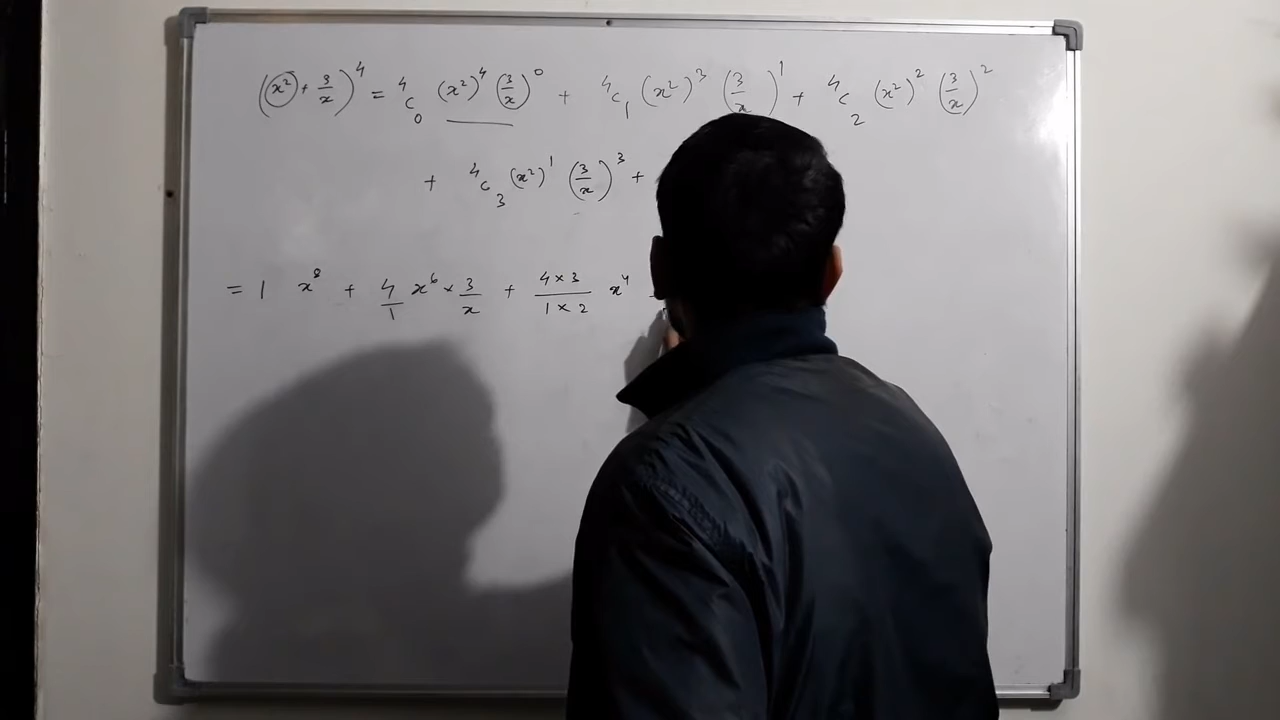 (x² + 3/x)⁴ = ⁴C₀ (x²)⁴ (3/x)⁰ + ⁴C₁ (x²)³ (3/x)¹ + ⁴C₂ (x²)² (3/x)²
+ ⁴C₃ (x²)¹ (3/x)³ +
= 1 x⁸ + 4/1 x⁶ × 3/x + 4×3/1×2 x⁴